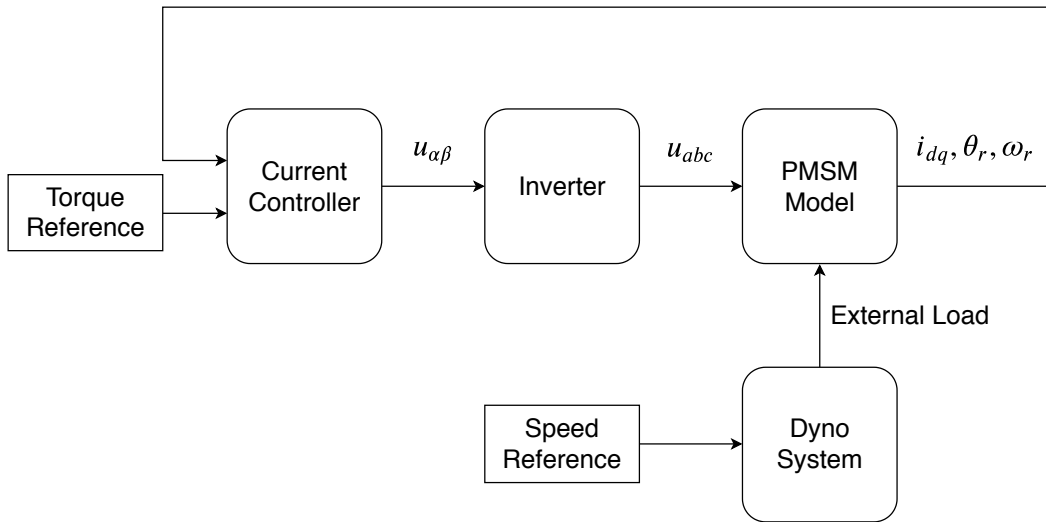 Current
Controller
u_{αβ}
Inverter
u_{abc}
PMSM
Model
i_{dq}, θ_r, ω_r
Torque
Reference
External Load
Speed
Reference
Dyno
System